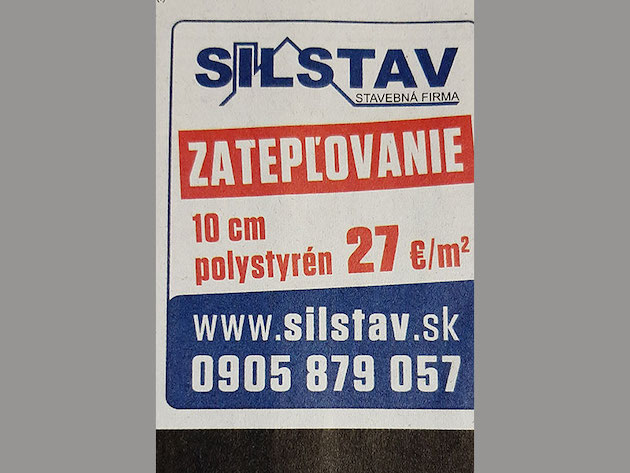 SILSTAV
STAVEBNÁ FIRMA
ZATEPĽOVANIE
10 cm
polystyrén 27 €/m²
www.silstav.sk
0905 879 057